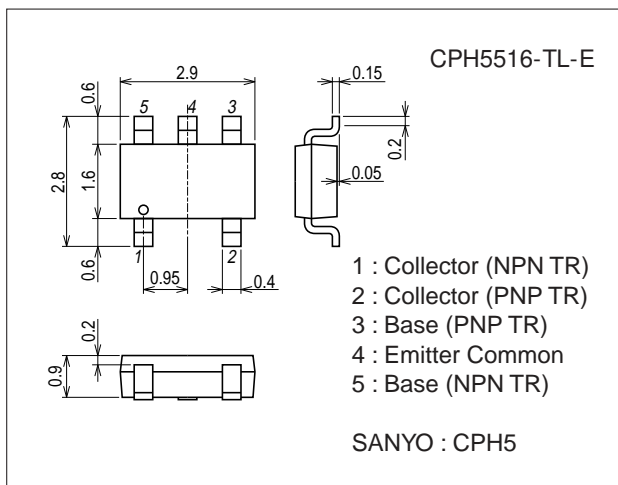 CPH5516-TL-E
2.9
0.15
0.6
5
4
3
0.2
2.8
1.6
0.05
0.6
1
2
0.95
0.4
1 : Collector (NPN TR)
2 : Collector (PNP TR)
3 : Base (PNP TR)
4 : Emitter Common
5 : Base (NPN TR)
0.2
0.9
SANYO : CPH5